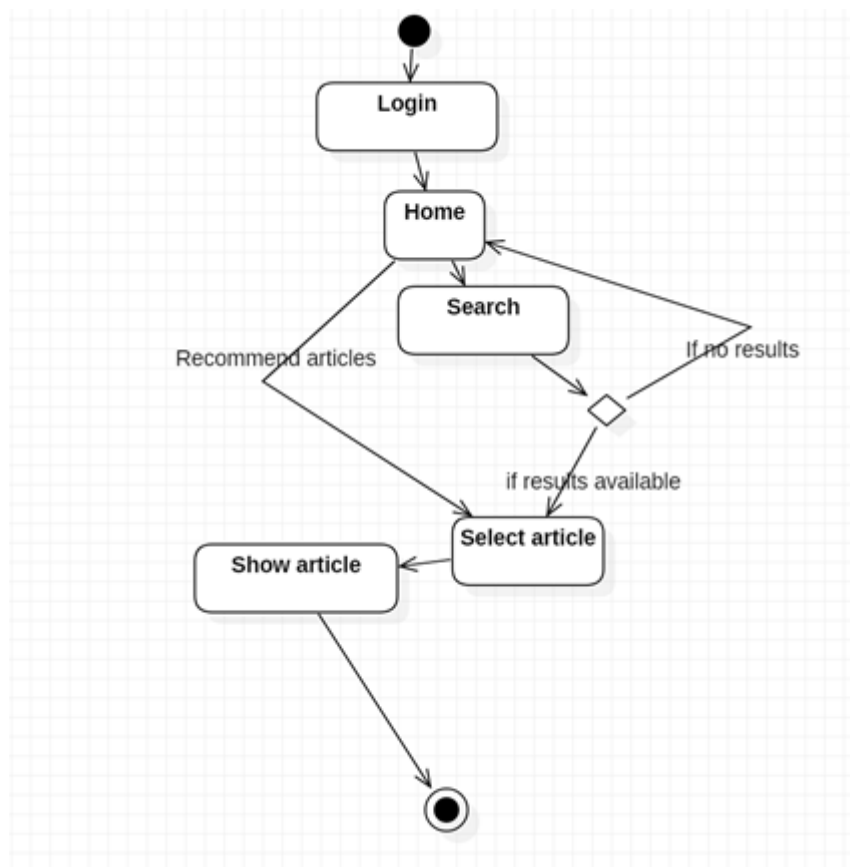 Login
Home
Search
Recommend articles
If no results
if results available
Select article
Show article